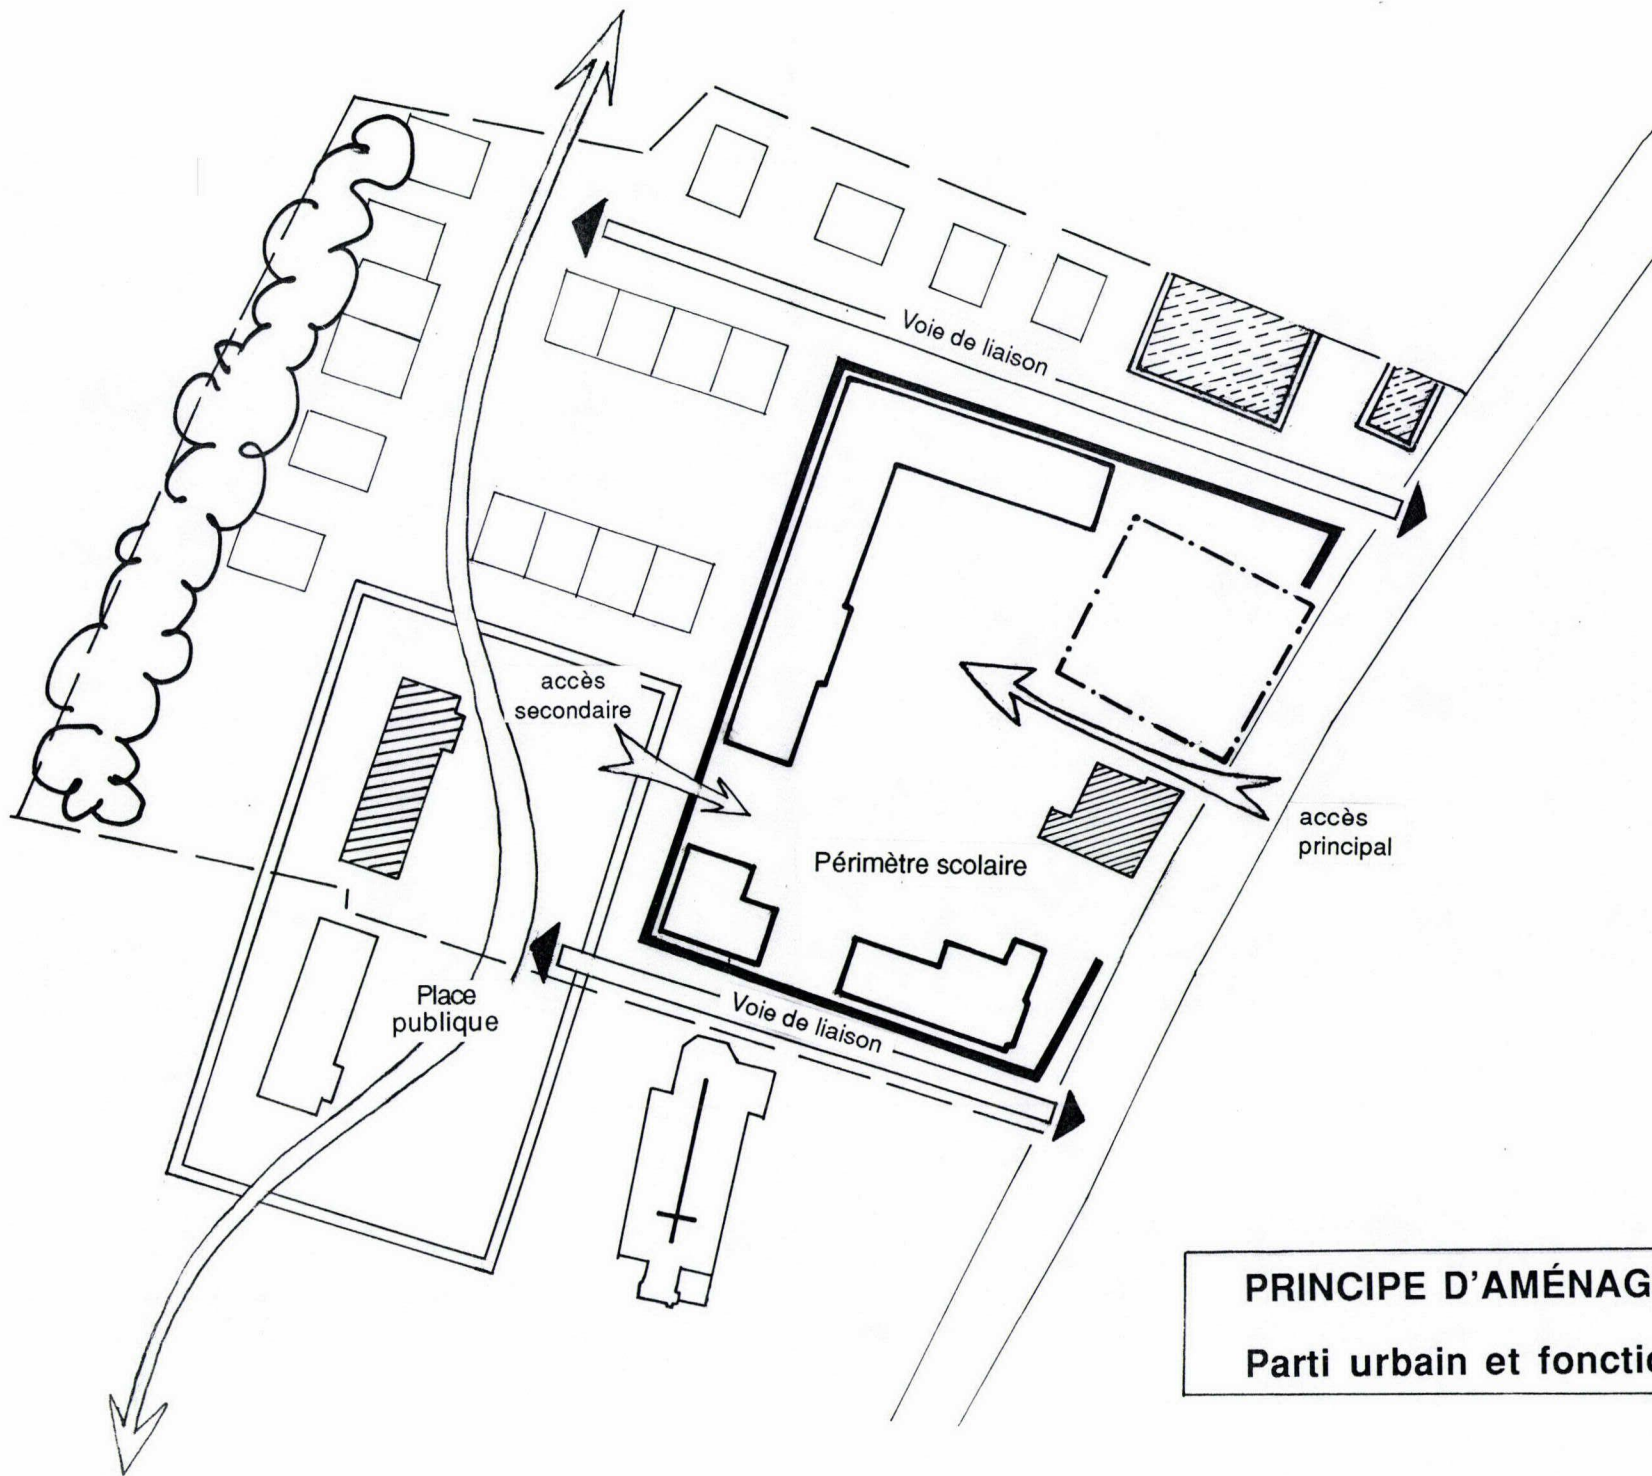 Voie de liaison
accès
secondaire
accès
principal
Périmètre scolaire
Place
publique
Voie de liaison
PRINCIPE D'AMÉNAG
Parti urbain et foncti